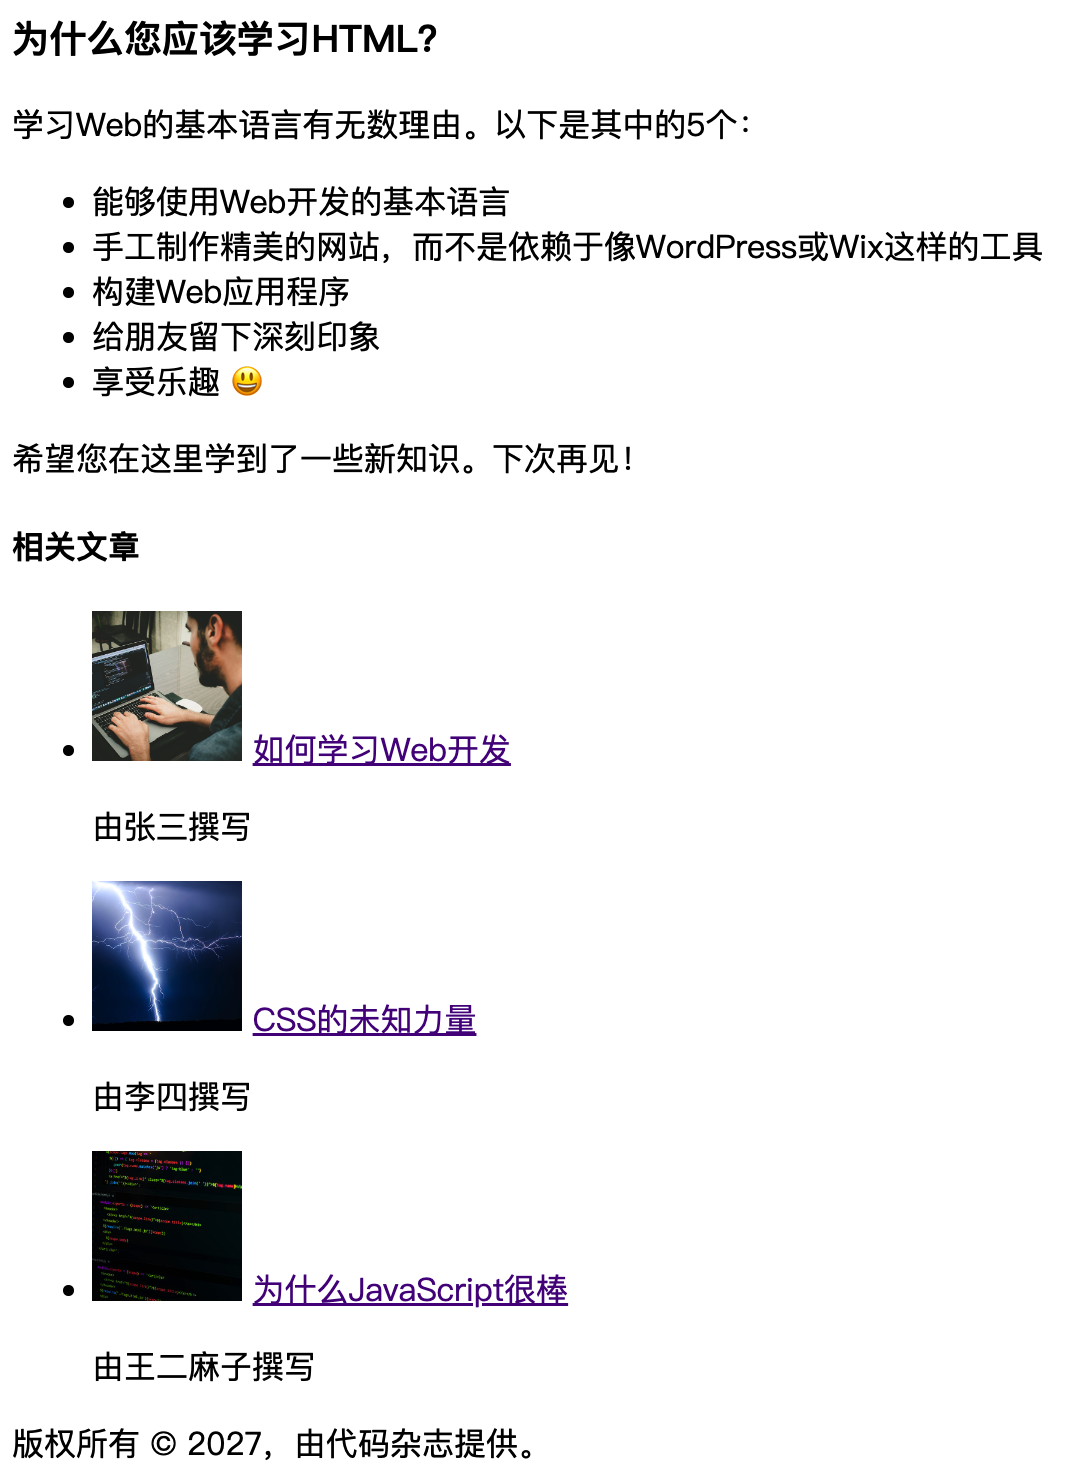 为什么您应该学习HTML?
学习Web的基本语言有无数理由。以下是其中的5个：
能够使用Web开发的基本语言
手工制作精美的网站，而不是依赖于像WordPress或Wix这样的工具
构建Web应用程序
给朋友留下深刻印象
享受乐趣 😃
希望您在这里学到了一些新知识。下次再见！
相关文章
如何学习Web开发
由张三撰写
CSS的未知力量
由李四撰写
为什么JavaScript很棒
由王二麻子撰写
版权所有 © 2027，由代码杂志提供。